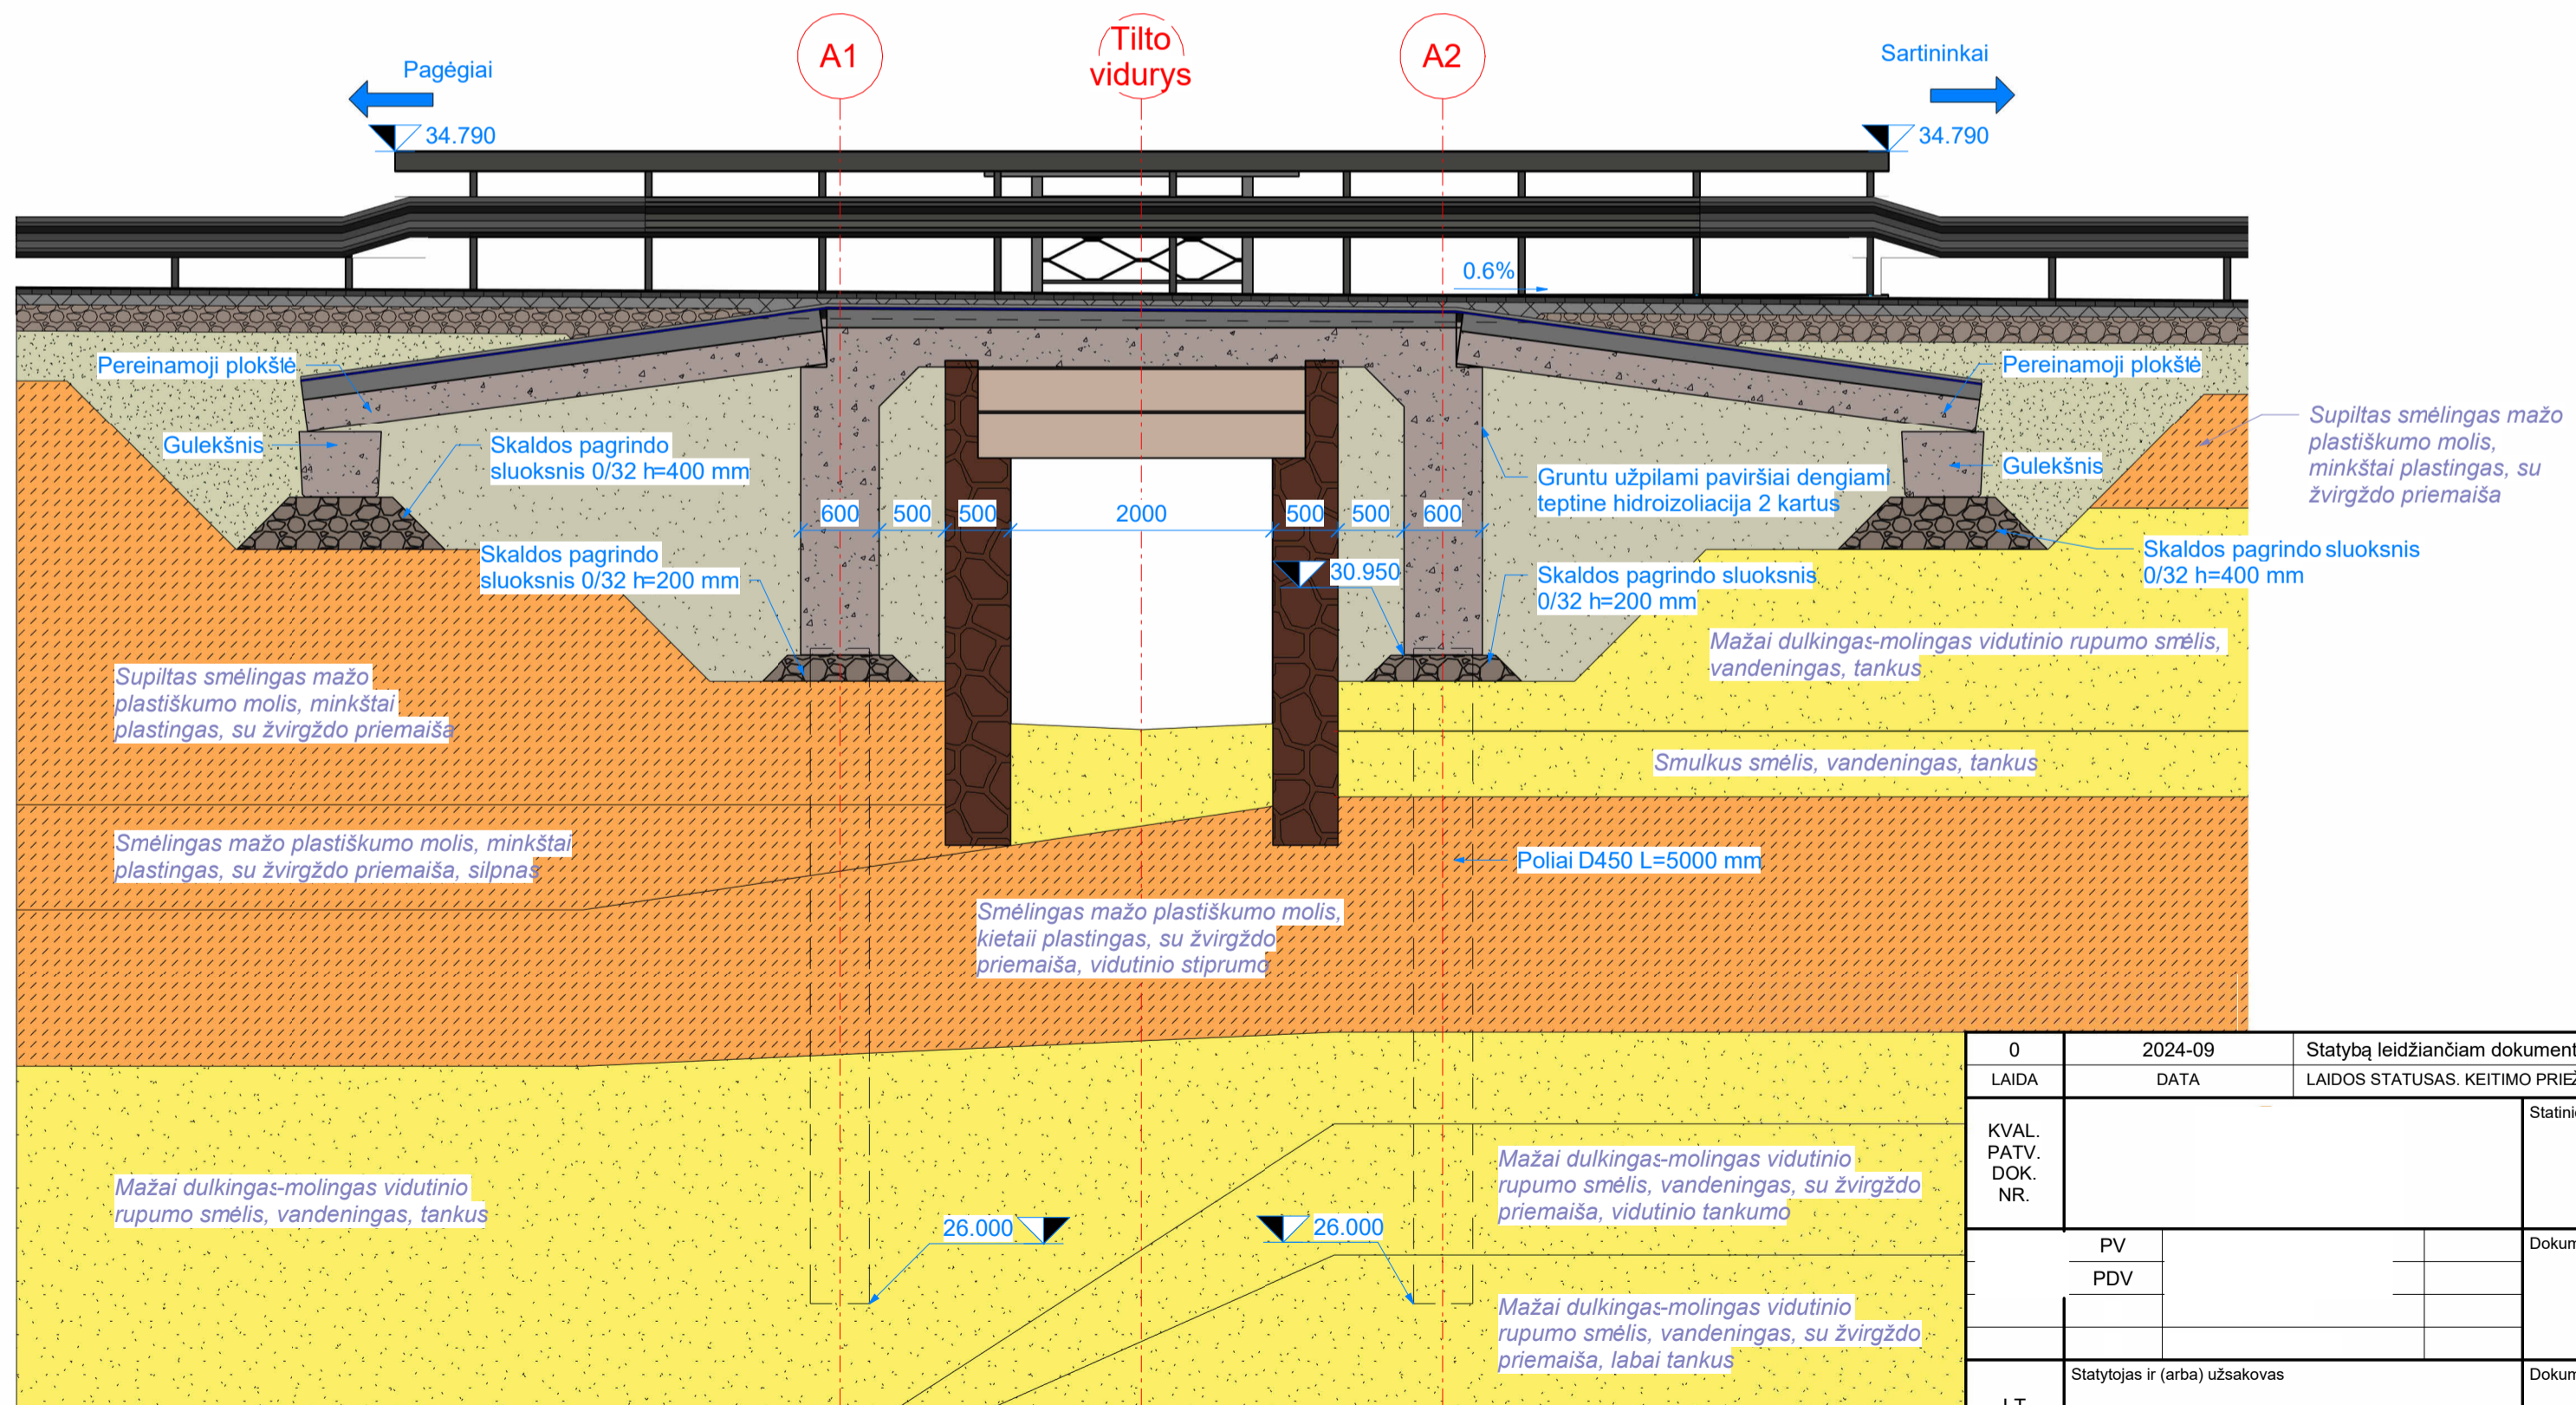 A1
Tilto
vidurys
A2
Pagėgiai
Sartininkai
34.790
34.790
0.6%
Pereinamoji plokštė
Pereinamoji plokštė
Supiltas smėlingas mažo
plastiškumo molis,
minkštai plastingas, su
žvirgždo priemaiša
Gulekšnis
Skaldos pagrindo
sluoksnis 0/32 h=400 mm
Gruntu užpilami paviršiai dengiami
teptine hidroizoliacija 2 kartus
Gulekšnis
600
500
500
2000
500
500
600
Skaldos pagrindo
sluoksnis 0/32 h=200 mm
30.950
Skaldos pagrindo sluoksnis
0/32 h=200 mm
Skaldos pagrindo sluoksnis
0/32 h=400 mm
Mažai dulkingas-molingas vidutinio rupumo smėlis,
vandeningas, tankus
Supiltas smėlingas mažo
plastiškumo molis, minkštai
plastingas, su žvirgždo priemaiša
Smulkus smėlis, vandeningas, tankus
Smėlingas mažo plastiškumo molis, minkštai
plastingas, su žvirgždo priemaiša, silpnas
Poliai D450 L=5000 mm
Smėlingas mažo plastiškumo molis,
kietaii plastingas, su žvirgždo
priemaiša, vidutinio stiprumo
Mažai dulkingas-molingas vidutinio
rupumo smėlis, vandeningas, tankus
26.000
26.000
Mažai dulkingas-molingas vidutinio
rupumo smėlis, vandeningas, su žvirgždo
priemaiša, vidutinio tankumo
Mažai dulkingas-molingas vidutinio
rupumo smėlis, vandeningas, su žvirgždo
priemaiša, labai tankus
0 2024-09 Statybą leidžiančiam dokument
LAIDA DATA LAIDOS STATUSAS. KEITIMO PRIEŽ
KVAL.
PATV.
DOK.
NR.
Statini
PV
Dokum
PDV
Statytojas ir (arba) užsakovas
Dokum